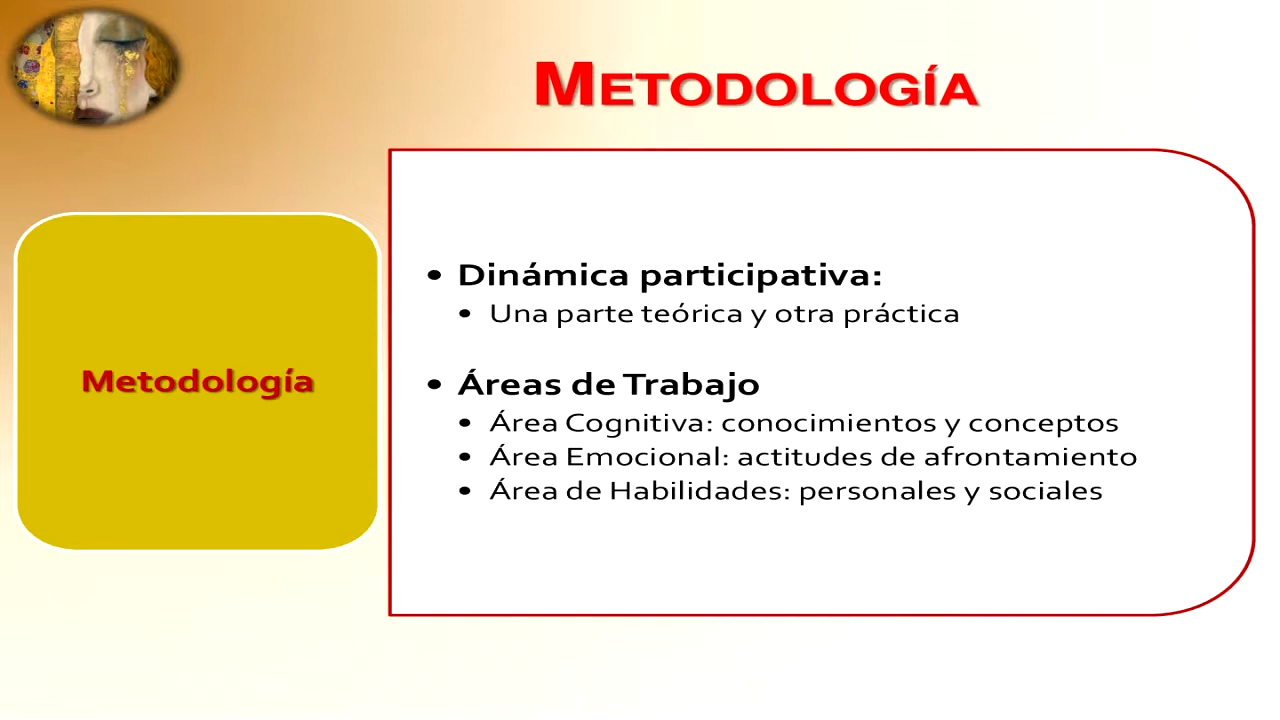 METODOLOGÍA
Metodología
• Dinámica participativa:
• Una parte teórica y otra práctica
• Áreas de Trabajo
• Área Cognitiva: conocimientos y conceptos
• Área Emocional: actitudes de afrontamiento
• Área de Habilidades: personales y sociales